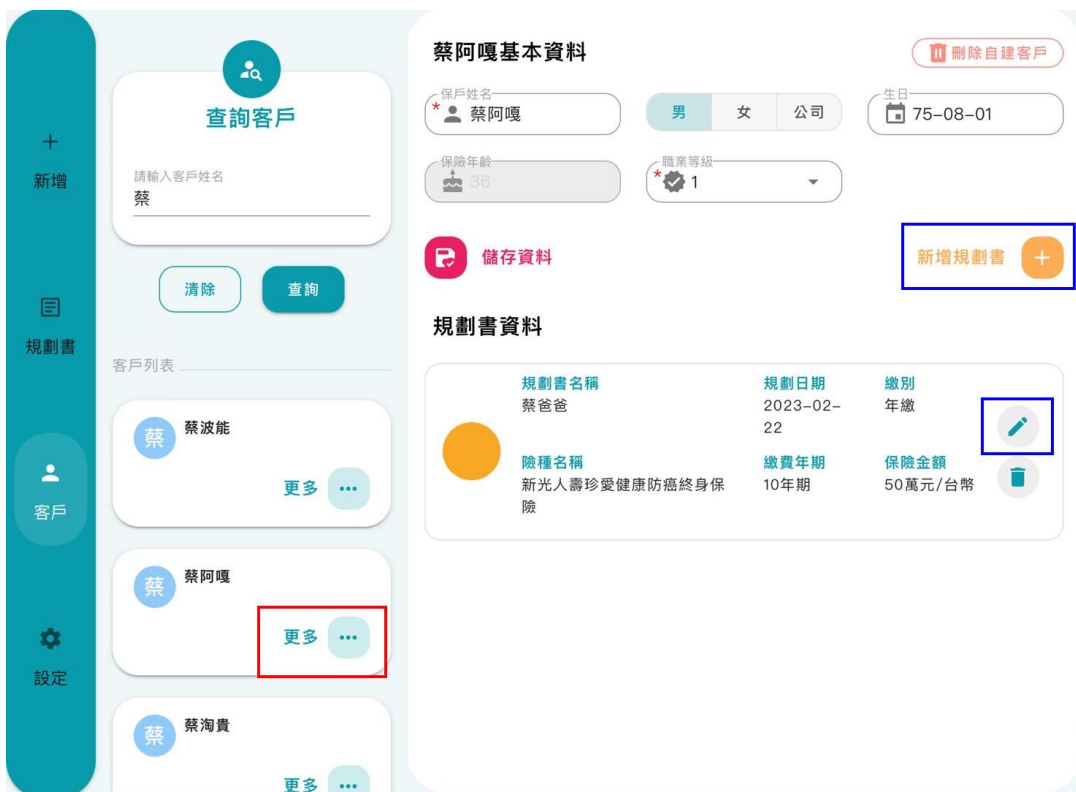 新增
規劃書
客戶
設定
查詢客戶
請輸入客戶姓名
蔡
清除
查詢
客戶列表
蔡
蔡波能
更多
蔡
蔡阿嘎
更多
蔡
蔡淘貴
更多
蔡阿嘎基本資料
刪除自建客戶
保戶姓名
* 蔡阿嘎
男
女
公司
生日
75-08-01
保險年齡
36
職業等級
* 1
儲存資料
新增規劃書
規劃書資料
規劃書名稱
蔡爸爸
規劃日期
2023-02-
22
繳別
年繳
險種名稱
新光人壽珍愛健康防癌終身保
險
繳費年期
10年期
保險金額
50萬元/台幣